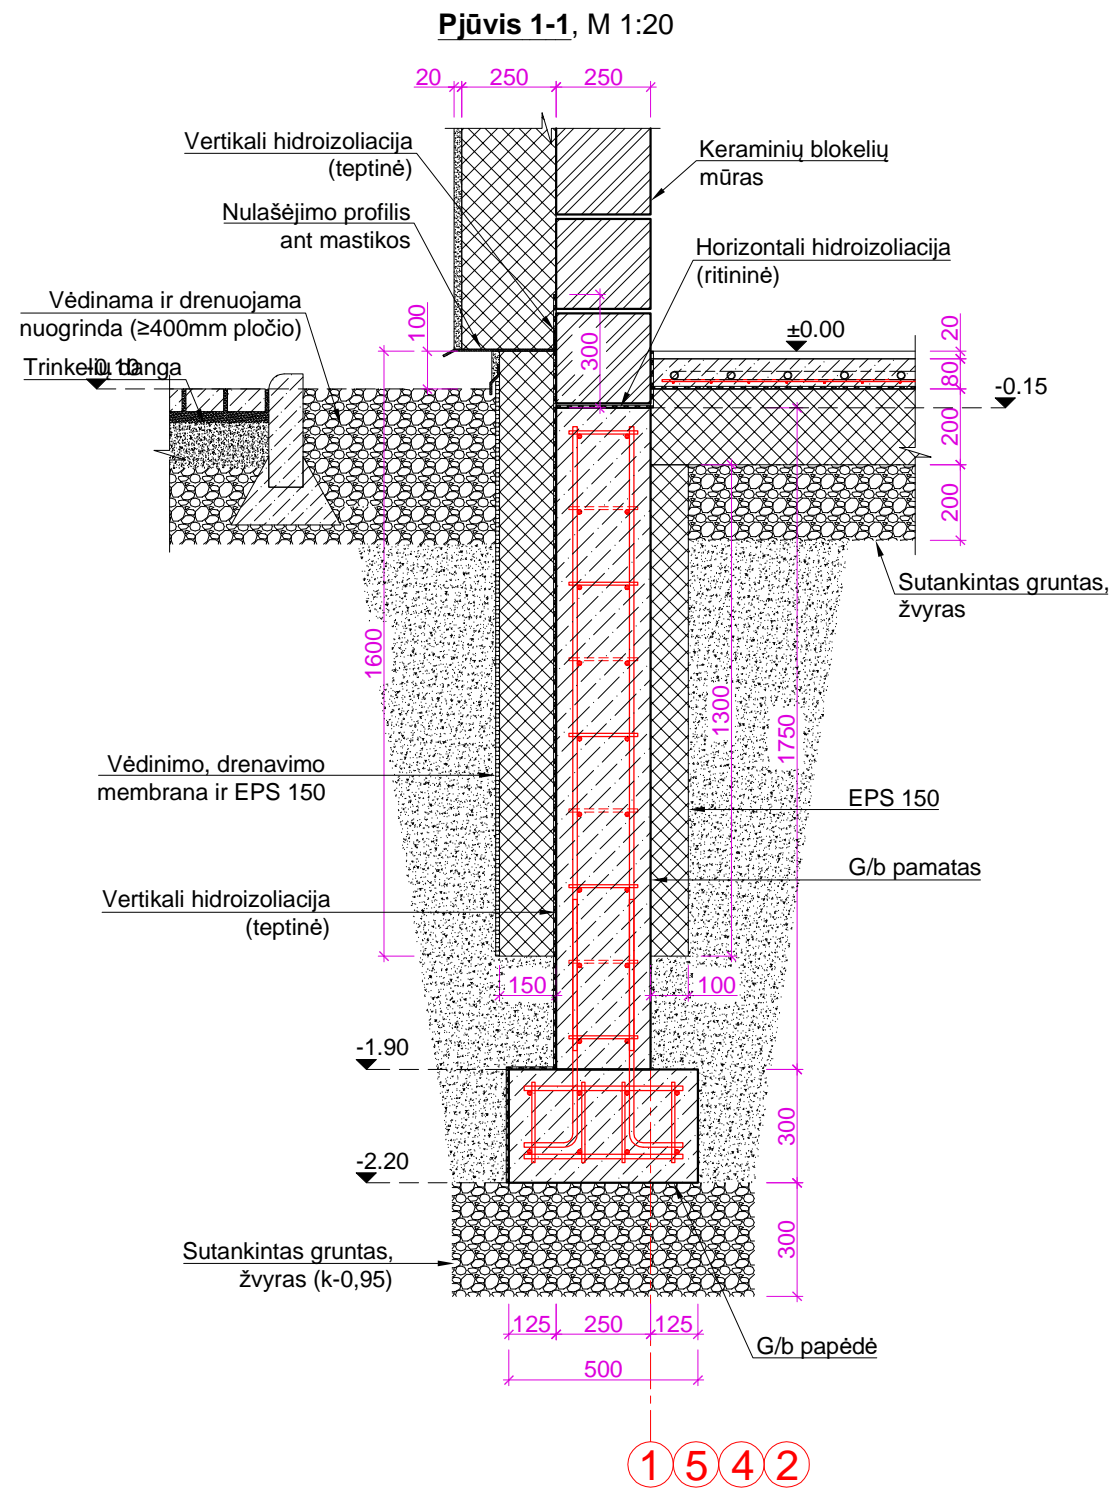 Pjūvis 1-1, M 1:20
20
250
250
Vertikali hidroizoliacija
(teptinė)
Keraminių blokelių
mūras
Nulašėjimo profilis
ant mastikos
Horizontali hidroizoliacija
(ritininė)
Vėdinama ir drenuojama
nuogrinda (≥400mm pločio)
100
300
±0.00
20
80
Trinkelių danga
-0.10
-0.15
200
200
Sutankintas gruntas,
žvyras
1600
1300
1750
Vėdinimo, drenavimo
membrana ir EPS 150
EPS 150
G/b pamatas
Vertikali hidroizoliacija
(teptinė)
150
100
-1.90
300
-2.20
300
Sutankintas gruntas,
žvyras (k-0,95)
125
250
125
G/b papėdė
500
1
5
4
2